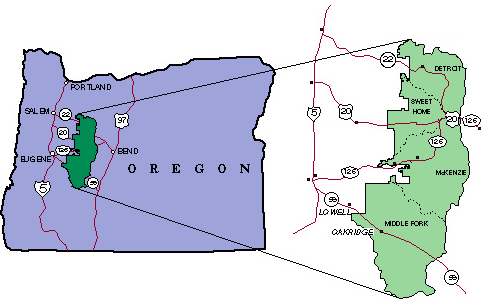 PORTLAND
SALEM
22
20
97
126
EUGENE
BEND
OREGON
5
58
22
DETROIT
5
20
SWEET
HOME
20
126
126
126
McKENZIE
58
LOWELL
MIDDLE FORK
OAKRIDGE
58